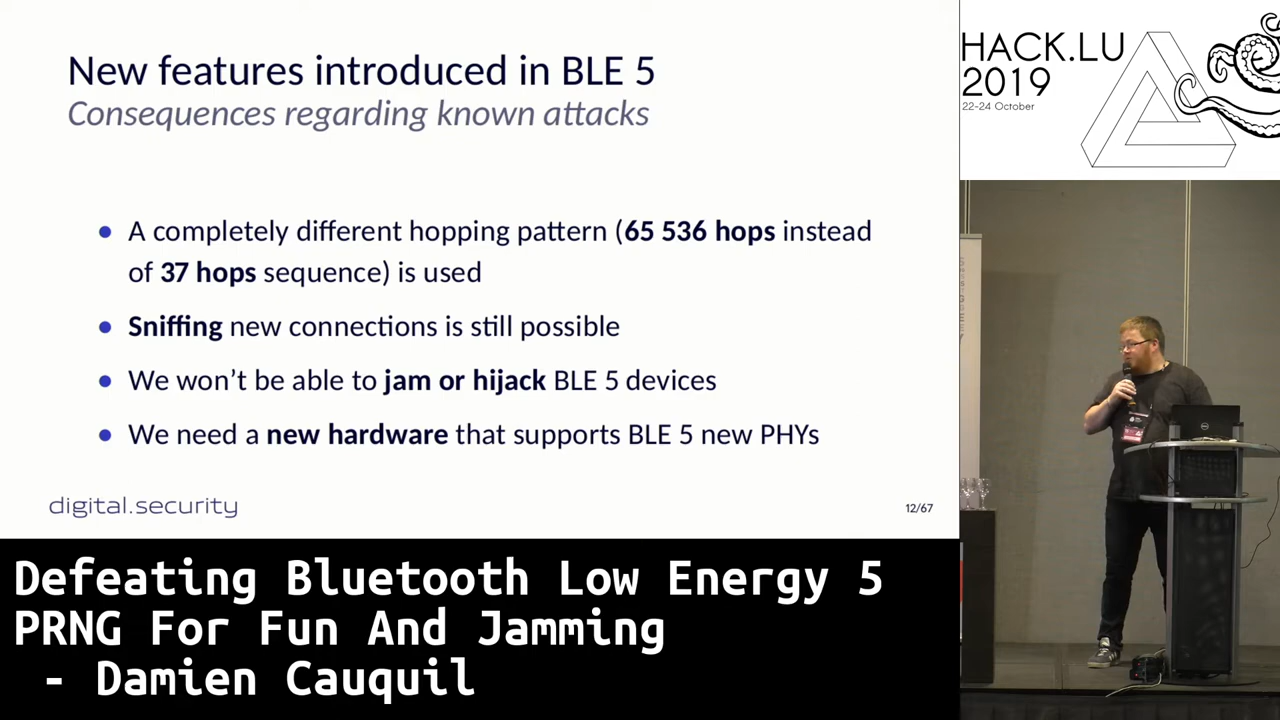 New features introduced in BLE 5
Consequences regarding known attacks
• A completely different hopping pattern (65 536 hops instead
of 37 hops sequence) is used
• Sniffing new connections is still possible
• We won't be able to jam or hijack BLE 5 devices
• We need a new hardware that supports BLE 5 new PHYs
digital.security
12/67
HACK.LU
2019
22-24 October
Defeating Bluetooth Low Energy 5
PRNG For Fun And Jamming
- Damien Cauquil